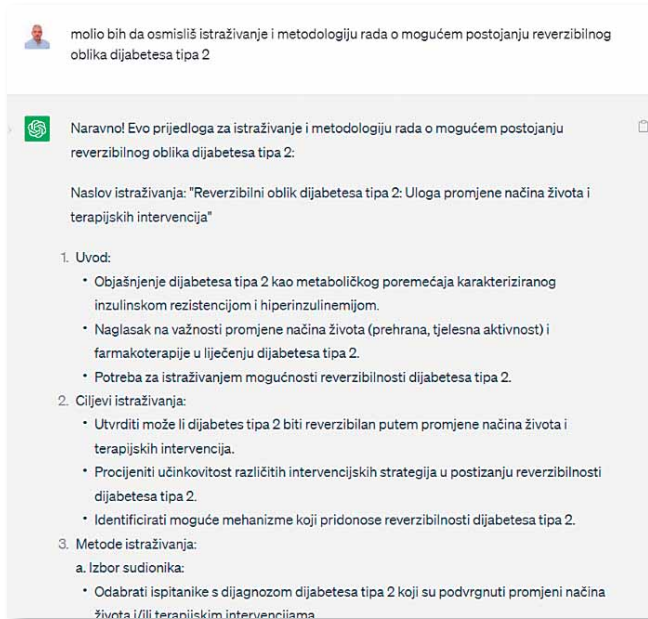 molio bih da osmisliš istraživanje i metodologiju rada o mogućem postojanju reverzibilnog
oblika dijabetesa tipa 2
Naravno! Evo prijedloga za istraživanje i metodologiju rada o mogućem postojanju
reverzibilnog oblika dijabetesa tipa 2:
Naslov istraživanja: "Reverzibilni oblik dijabetesa tipa 2: Uloga promjene načina života i
terapijskih intervencija"
1. Uvod:
• Objašnjenje dijabetesa tipa 2 kao metaboličkog poremećaja karakteriziranog
inzulinskom rezistencijom i hiperinzulinemijom.
• Naglasak na važnosti promjene načina života (prehrana, tjelesna aktivnost) i
farmakoterapije u liječenju dijabetesa tipa 2.
• Potreba za istraživanjem mogućnosti reverzibilnosti dijabetesa tipa 2.
2. Ciljevi istraživanja:
• Utvrditi može li dijabetes tipa 2 biti reverzibilan putem promjene načina života i
terapijskih intervencija.
• Procijeniti učinkovitost različitih intervencijskih strategija u postizanju reverzibilnosti
dijabetesa tipa 2.
• Identificirati moguće mehanizme koji pridonose reverzibilnosti dijabetesa tipa 2.
3. Metode istraživanja:
a. Izbor sudionika:
• Odabrati ispitanike s dijagnozom dijabetesa tipa 2 koji su podvrgnuti promjeni načina
života i/ili terapijskim intervencijama